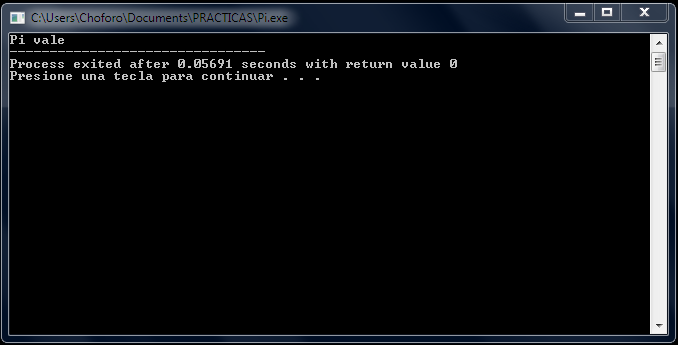 C:\Users\Choforo\Documents\PRACTICAS\Pi.exe
Pi vale
--------------------------------
Process exited after 0.05691 seconds with return value 0
Presione una tecla para continuar . . .